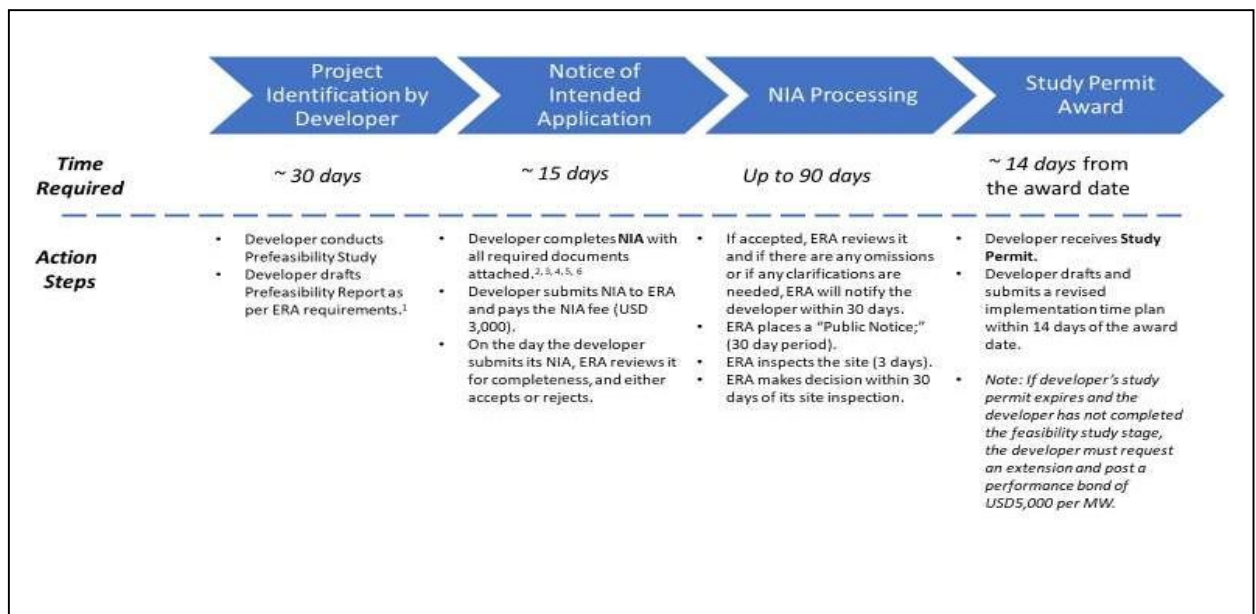 Project
Identification by
Developer
Notice of
Intended
Application
NIA Processing
Study Permit
Award
Time
Required
~ 30 days
~ 15 days
Up to 90 days
~ 14 days from
the award date
Action
Steps
• Developer conducts
Prefeasibility Study
• Developer drafts
Prefeasibility Report as
per ERA requirements.1
• Developer completes NIA with
all required documents
attached.2, 3, 4, 5, 6
• Developer submits NIA to ERA
and pays the NIA fee (USD
3,000).
• On the day the developer
submits its NIA, ERA reviews it
for completeness, and either
accepts or rejects.
• If accepted, ERA reviews it
and if there are any omissions
or if any clarifications are
needed, ERA will notify the
developer within 30 days.
• ERA places a “Public Notice;”
(30 day period).
• ERA inspects the site (3 days).
• ERA makes decision within 30
days of its site inspection.
• Developer receives Study
Permit.
• Developer drafts and
submits a revised
implementation time plan
within 14 days of the award
date.
• Note: If developer’s study
permit expires and the
developer has not completed
the feasibility study stage,
the developer must request
an extension and post a
performance bond of
USD5,000 per MW.